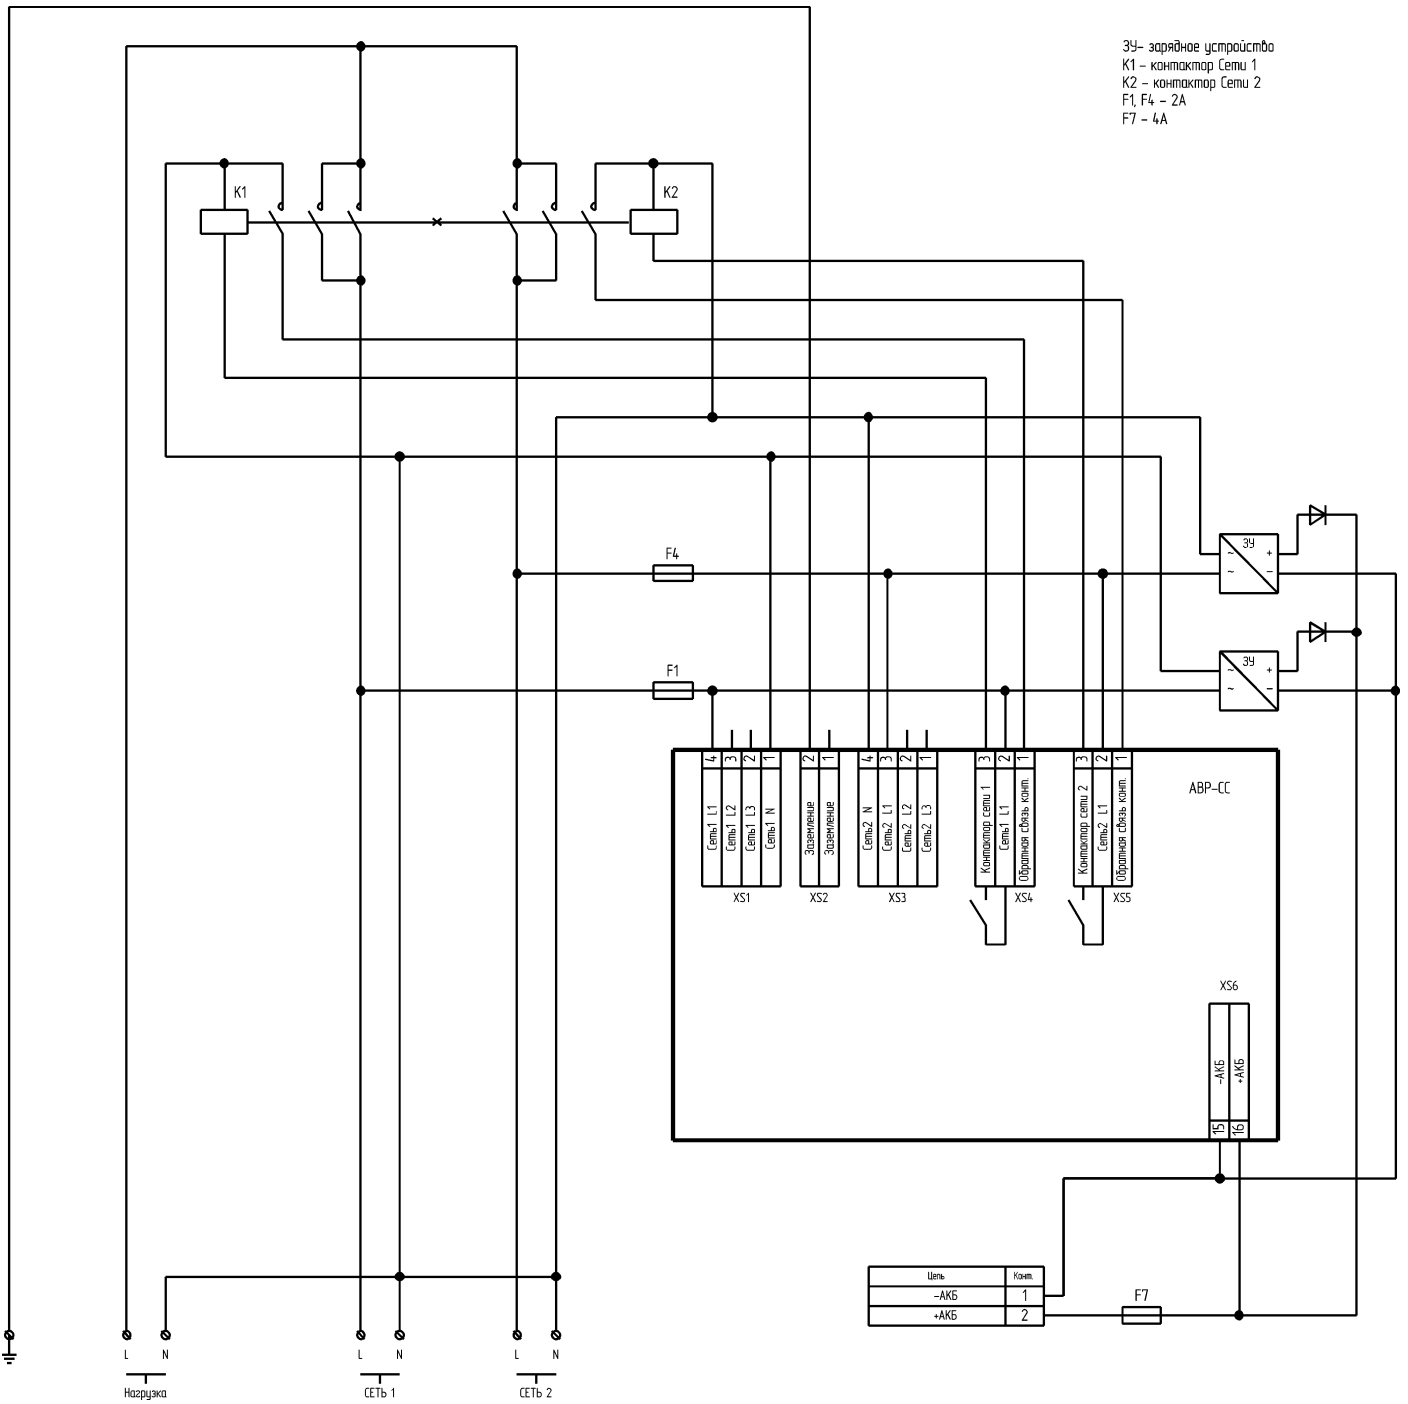 ЗУ– зарядное устройство
К1 – контактор Сети 1
К2 – контактор Сети 2
F1, F4 – 2А
F7 – 4А
К1
К2
F4
ЗУ
~ +
~ –
F1
ЗУ
~ +
~ –
АВР–СС
4 Сеть1 L1
3 Сеть1 L2
2 Сеть1 L3
1 Сеть1 N
XS1
2 Заземление
1 Заземление
XS2
4 Сеть2 N
3 Сеть2 L1
2 Сеть2 L2
1 Сеть2 L3
XS3
3 Контактор сети 1
2 Сеть1 L1
1 Обратная связь конт.
XS4
3 Контактор сети 2
2 Сеть2 L1
1 Обратная связь конт.
XS5
XS6
–АКБ 15
+АКБ 16
Цепь Конт.
–АКБ 1
+АКБ 2
F7
L N
Нагрузка
L N
СЕТЬ 1
L N
СЕТЬ 2